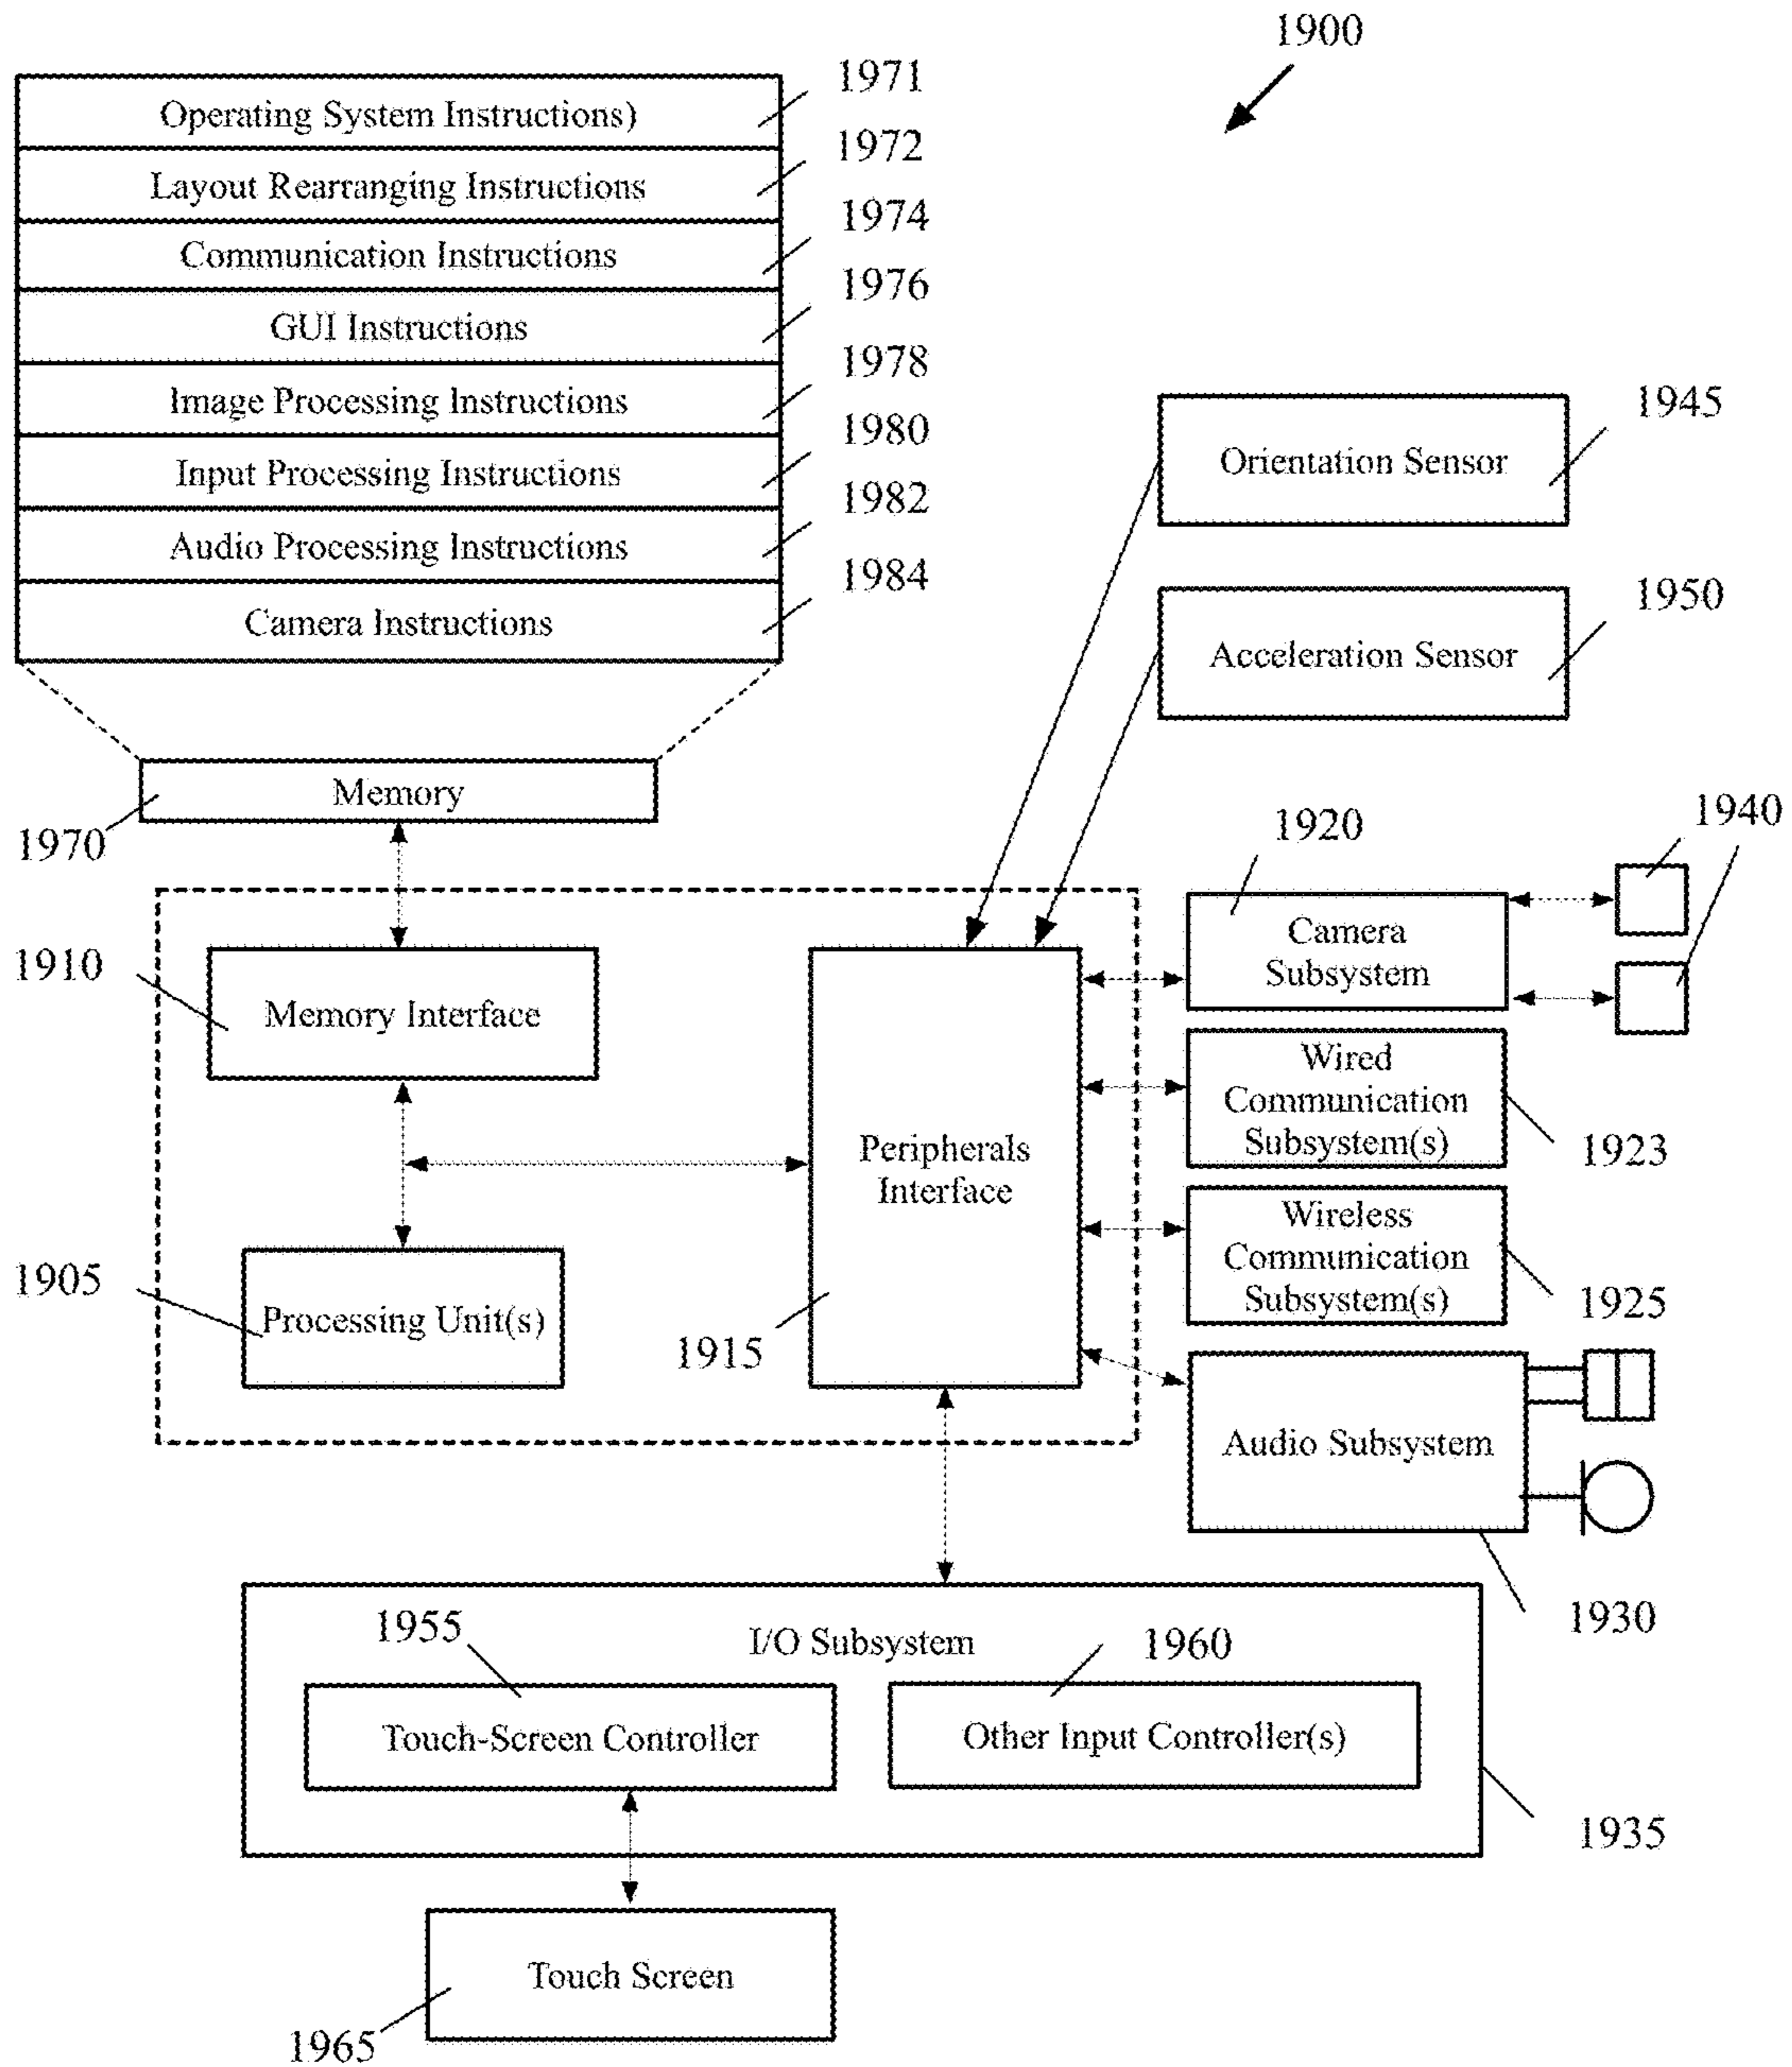 1900
1971
Operating System Instructions)
1972
Layout Rearranging Instructions
1974
Communication Instructions
1976
GUI Instructions
1978
Image Processing Instructions
1980
Input Processing Instructions
1982
Audio Processing Instructions
1984
Camera Instructions
1945
Orientation Sensor
1950
Acceleration Sensor
Memory
1970
1920
1940
Camera
Subsystem
1910
Memory Interface
Wired
Communication
Subsystem(s)
1923
Peripherals
Interface
Wireless
Communication
Subsystem(s)
1925
1905
Processing Unit(s)
1915
Audio Subsystem
1930
I/O Subsystem
1955
1960
Touch-Screen Controller
Other Input Controller(s)
1935
Touch Screen
1965